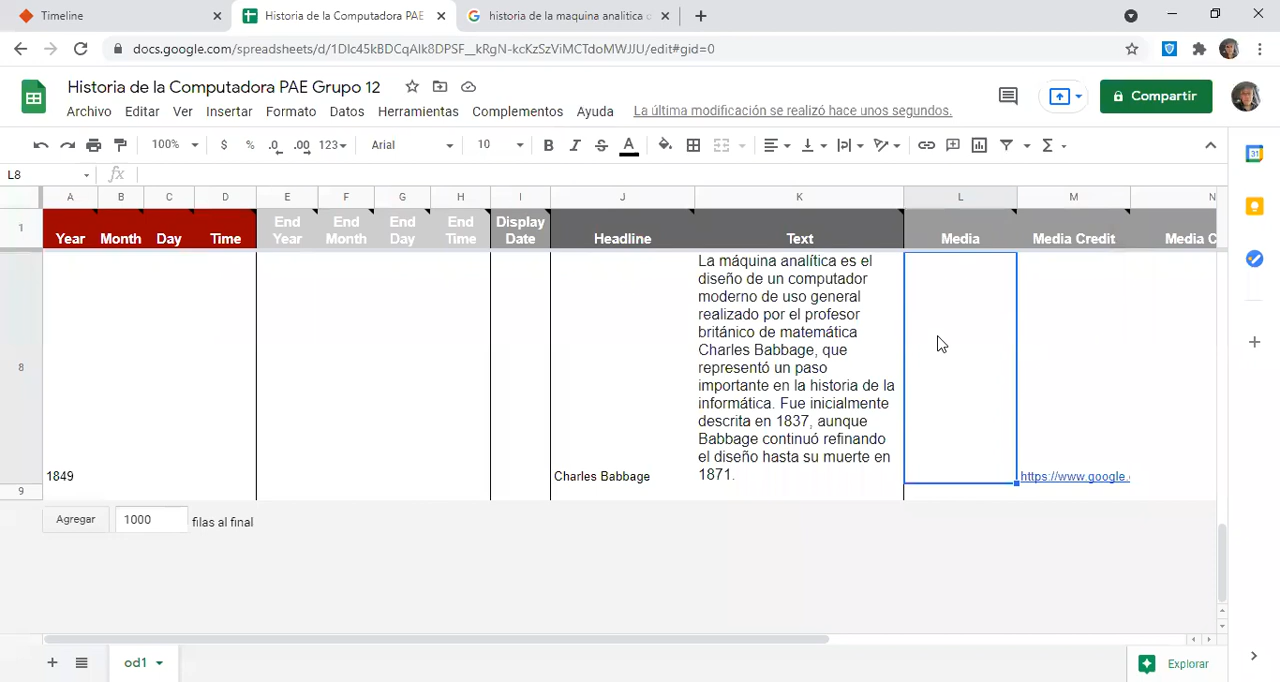 Timeline
Historia de la Computadora PAE
historia de la maquina analitica
docs.google.com/spreadsheets/d/1Dlc45kBDCqAlk8DPSF__kRgN-kcKzSzViMCTdoMWJJU/edit#gid=0
Historia de la Computadora PAE Grupo 12
Archivo Editar Ver Insertar Formato Datos Herramientas Complementos Ayuda La última modificación se realizó hace unos segundos.
Compartir
100% $ % .0 .00 123 Arial 10 B I S A
L8 fx
A B C D E F G H I J K L M N
1 Year Month Day Time End Year End Month End Day End Time Display Date Headline Text Media Media Credit Media C
La máquina analítica es el
diseño de un computador
moderno de uso general
realizado por el profesor
británico de matemática
Charles Babbage, que
representó un paso
importante en la historia de la
informática. Fue inicialmente
descrita en 1837, aunque
Babbage continuó refinando
el diseño hasta su muerte en
1871.
8
1849 Charles Babbage https://www.google.
9
Agregar 1000 filas al final
od1
Explorar
31